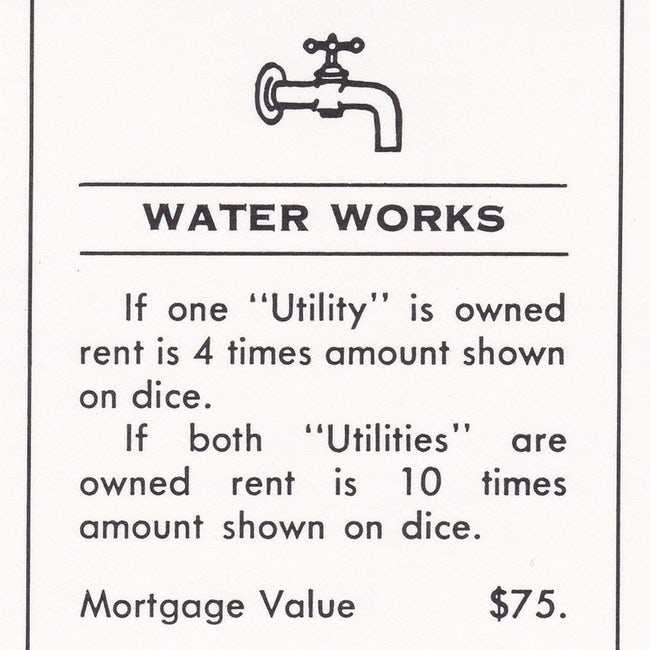 WATER WORKS
If one “Utility” is owned
rent is 4 times amount shown
on dice.
If both “Utilities” are
owned rent is 10 times
amount shown on dice.
Mortgage Value $75.